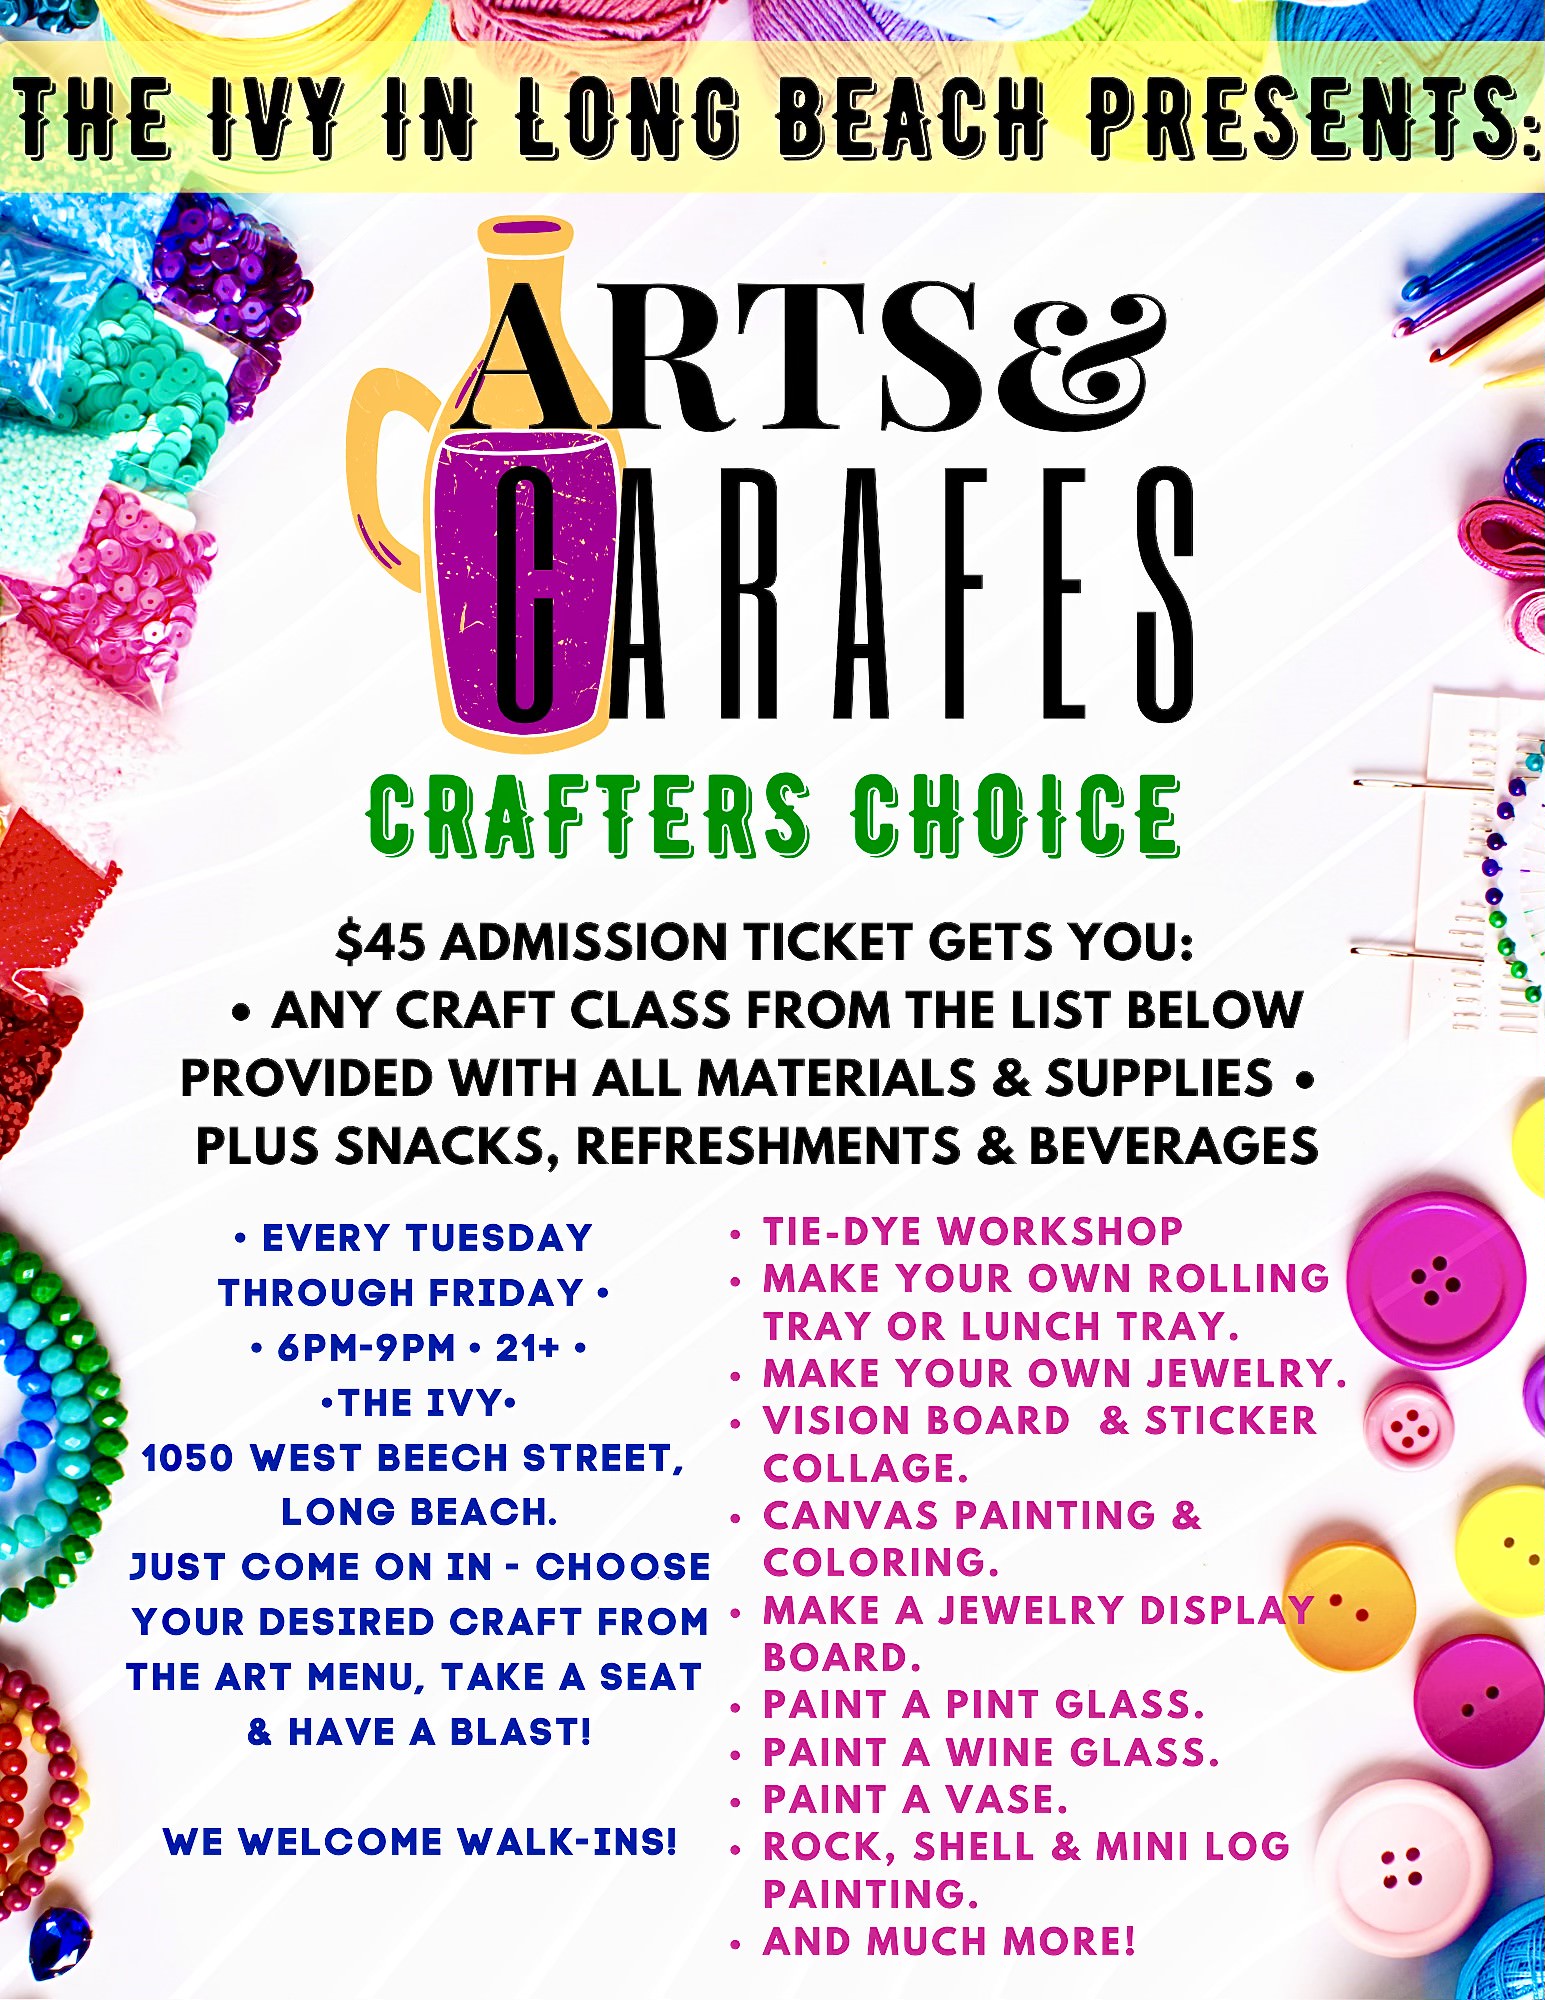 THE IVY IN LONG BEACH PRESENTS:
ARTS&
CARAFES
CRAFTERS CHOICE
$45 ADMISSION TICKET GETS YOU:
• ANY CRAFT CLASS FROM THE LIST BELOW
PROVIDED WITH ALL MATERIALS & SUPPLIES •
PLUS SNACKS, REFRESHMENTS & BEVERAGES
• EVERY TUESDAY
THROUGH FRIDAY •
• 6PM-9PM • 21+ •
•THE IVY•
1050 WEST BEECH STREET,
LONG BEACH.
JUST COME ON IN - CHOOSE
YOUR DESIRED CRAFT FROM
THE ART MENU, TAKE A SEAT
& HAVE A BLAST!
WE WELCOME WALK-INS!
• TIE-DYE WORKSHOP
• MAKE YOUR OWN ROLLING
TRAY OR LUNCH TRAY.
• MAKE YOUR OWN JEWELRY.
• VISION BOARD & STICKER
COLLAGE.
• CANVAS PAINTING &
COLORING.
• MAKE A JEWELRY DISPLAY
BOARD.
• PAINT A PINT GLASS.
• PAINT A WINE GLASS.
• PAINT A VASE.
• ROCK, SHELL & MINI LOG
PAINTING.
• AND MUCH MORE!